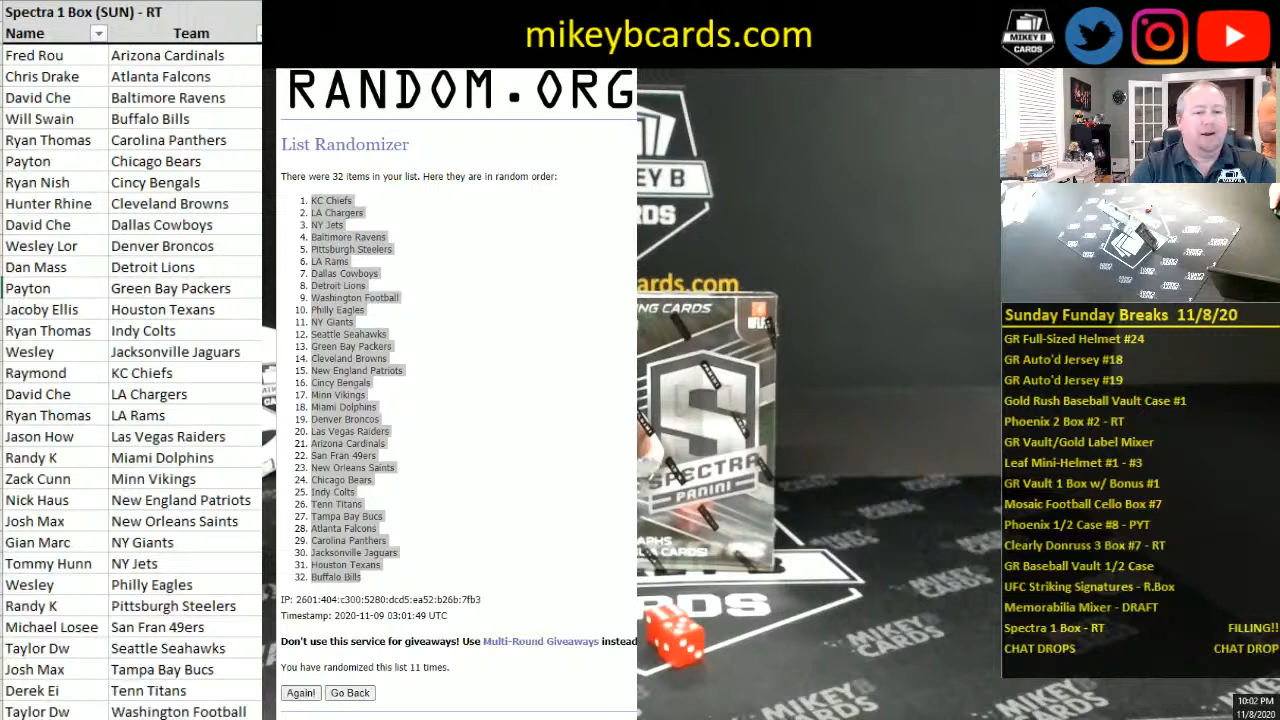 Spectra 1 Box (SUN) - RT
Name Team
Fred Rou Arizona Cardinals
Chris Drake Atlanta Falcons
David Che Baltimore Ravens
Will Swain Buffalo Bills
Ryan Thomas Carolina Panthers
Payton Chicago Bears
Ryan Nish Cincy Bengals
Hunter Rhine Cleveland Browns
David Che Dallas Cowboys
Wesley Lor Denver Broncos
Dan Mass Detroit Lions
Payton Green Bay Packers
Jacoby Ellis Houston Texans
Ryan Thomas Indy Colts
Wesley Jacksonville Jaguars
Raymond KC Chiefs
David Che LA Chargers
Ryan Thomas LA Rams
Jason How Las Vegas Raiders
Randy K Miami Dolphins
Zack Cunn Minn Vikings
Nick Haus New England Patriots
Josh Max New Orleans Saints
Gian Marc NY Giants
Tommy Hunn NY Jets
Wesley Philly Eagles
Randy K Pittsburgh Steelers
Michael Losee San Fran 49ers
Taylor Dw Seattle Seahawks
Josh Max Tampa Bay Bucs
Derek Ei Tenn Titans
Taylor Dw Washington Football
mikeybcards.com
RANDOM.ORG
List Randomizer
There were 32 items in your list. Here they are in random order:
1. KC Chiefs
2. LA Chargers
3. NY Jets
4. Baltimore Ravens
5. Pittsburgh Steelers
6. LA Rams
7. Dallas Cowboys
8. Detroit Lions
9. Washington Football
10. Philly Eagles
11. NY Giants
12. Seattle Seahawks
13. Green Bay Packers
14. Cleveland Browns
15. New England Patriots
16. Cincy Bengals
17. Minn Vikings
18. Miami Dolphins
19. Denver Broncos
20. Las Vegas Raiders
21. Arizona Cardinals
22. San Fran 49ers
23. New Orleans Saints
24. Chicago Bears
25. Indy Colts
26. Tenn Titans
27. Tampa Bay Bucs
28. Atlanta Falcons
29. Carolina Panthers
30. Jacksonville Jaguars
31. Houston Texans
32. Buffalo Bills
IP: 2601:404:c300:5280:dcd5:aa52:b26b:7fb3
Timestamp: 2020-11-09 03:01:49 UTC
Don't use this service for giveaways! Use Multi-Round Giveaways instead
You have randomized this list 11 times.
Again! Go Back
EY B
RDS
ards.com
NG CARDS
SPECTRA
PANINI
CARDS!
RDS
MIKEY B
CARDS
MIKEY B
CARDS
Sunday Funday Breaks 11/8/20
GR Full-Sized Helmet #24
GR Auto'd Jersey #18
GR Auto'd Jersey #19
Gold Rush Baseball Vault Case #1
Phoenix 2 Box #2 - RT
GR Vault/Gold Label Mixer
Leaf Mini-Helmet #1 - #3
GR Vault 1 Box w/ Bonus #1
Mosaic Football Cello Box #7
Phoenix 1/2 Case #8 - PYT
Clearly Donruss 3 Box #7 - RT
GR Baseball Vault 1/2 Case
UFC Striking Signatures - R.Box
Memorabilia Mixer - DRAFT
Spectra 1 Box - RT FILLING!!
CHAT DROPS CHAT DROP
10:02 PM
11/8/2020